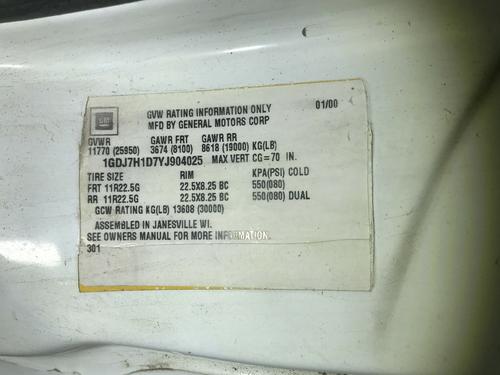 GM
GVW RATING INFORMATION ONLY 01/00
MFD BY GENERAL MOTORS CORP
GVWR GAWR FRT GAWR RR
11770 (25950) 3674 (8100) 8618 (19000) KG(LB)
1GDJ7H1D7YJ904025 MAX VERT CG= 70 IN.
TIRE SIZE RIM KPA(PSI) COLD
FRT 11R22.5G 22.5X8.25 BC 550(080)
RR 11R22.5G 22.5X8.25 BC 550(080) DUAL
GCW RATING KG(LB) 13608 (30000)
ASSEMBLED IN JANESVILLE WI.
SEE OWNERS MANUAL FOR MORE INFORMATION.
301